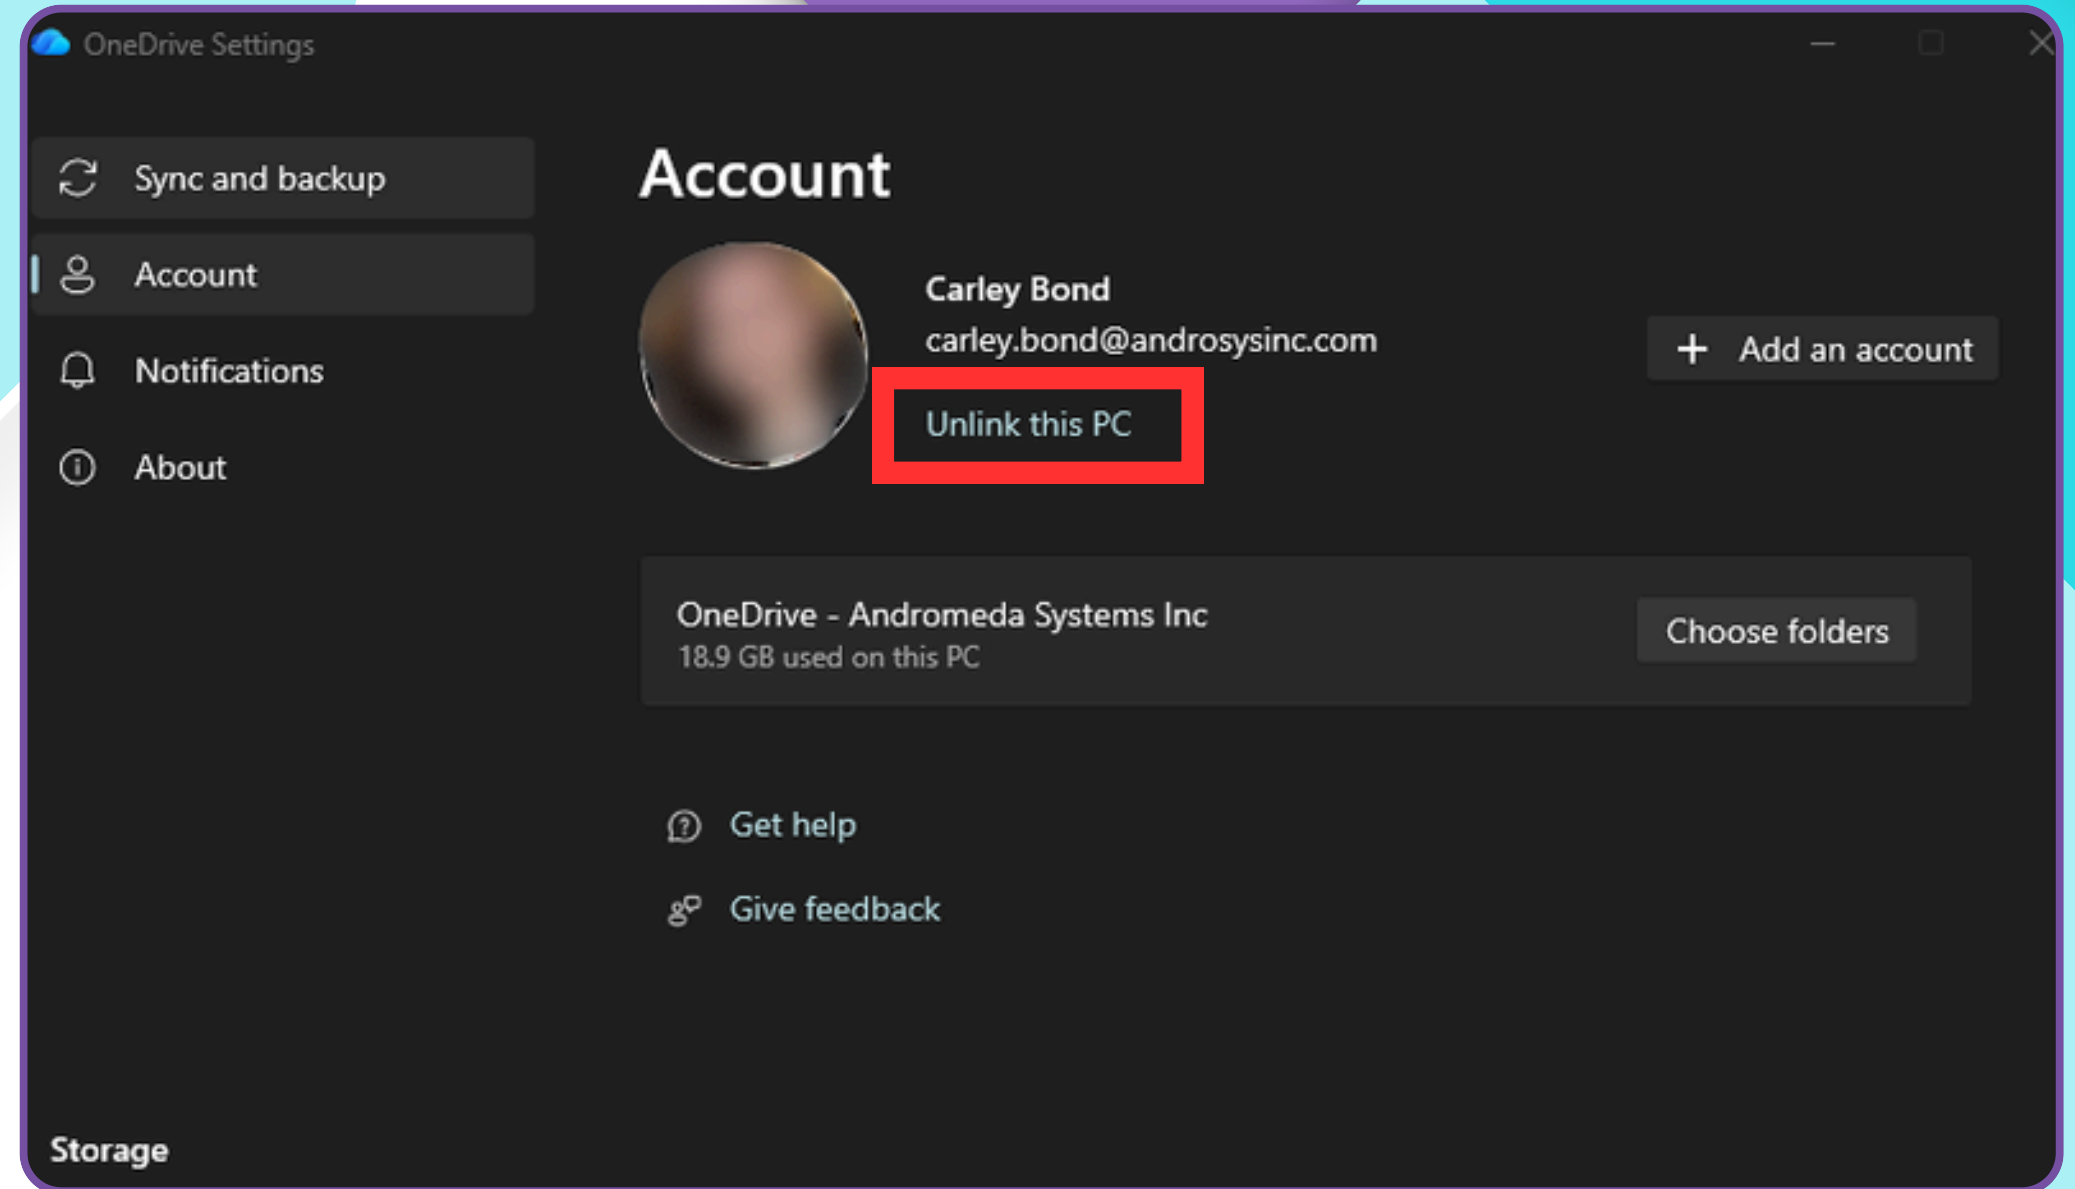 OneDrive Settings
Sync and backup
Account
Notifications
About
Storage
Account
Carley Bond
carley.bond@androsysinc.com
Unlink this PC
Add an account
OneDrive - Andromeda Systems Inc
18.9 GB used on this PC
Choose folders
Get help
Give feedback